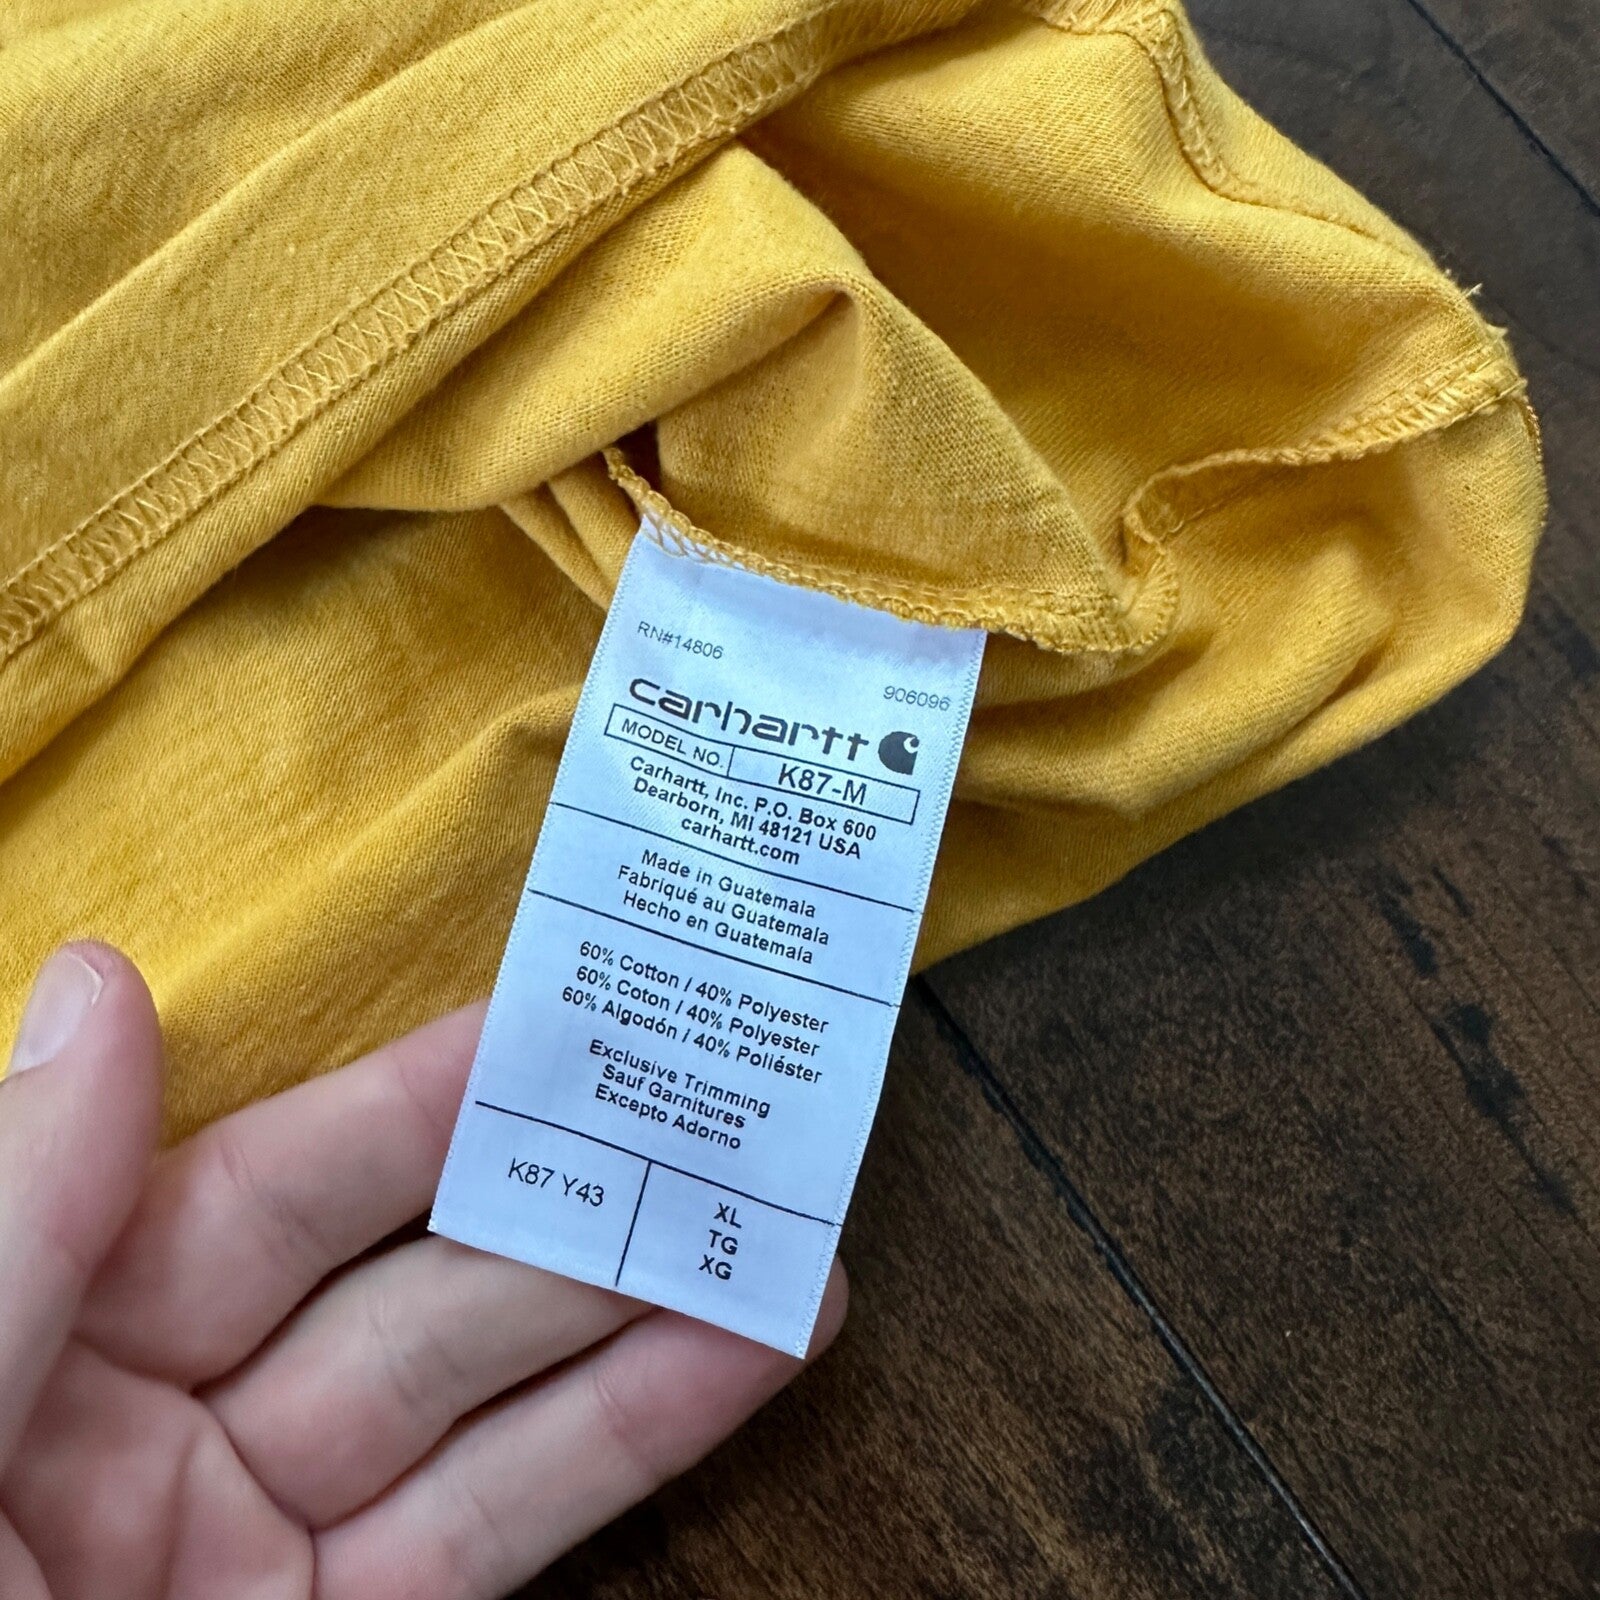 RN#14806
906096
carhartt
MODEL NO. K87-M
Carhartt, Inc. P.O. Box 600
Dearborn, MI 48121 USA
carhartt.com
Made in Guatemala
Fabriqué au Guatemala
Hecho en Guatemala
60% Cotton / 40% Polyester
60% Coton / 40% Polyester
60% Algodón / 40% Poliéster
Exclusive Trimming
Sauf Garnitures
Excepto Adorno
K87 Y43
XL
TG
XG